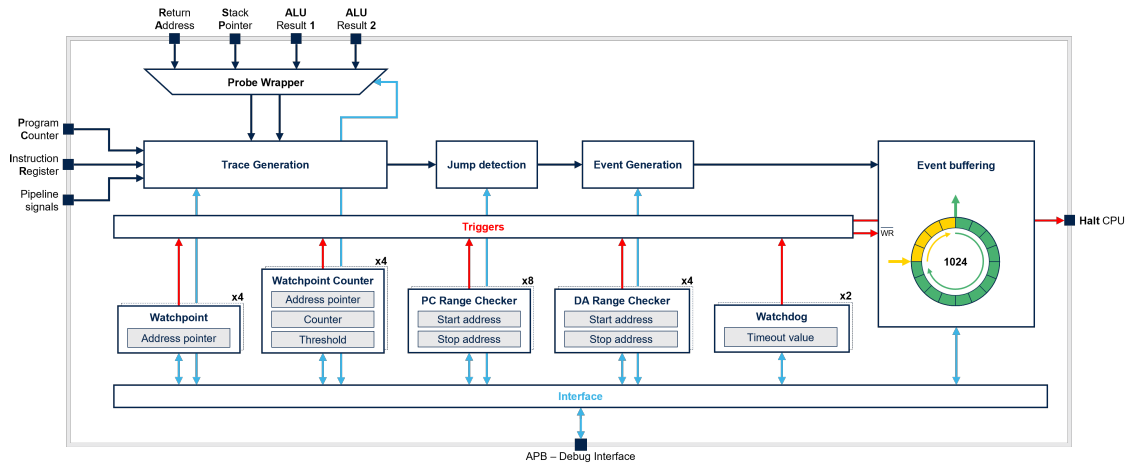 Return
Address
Stack
Pointer
ALU
Result 1
ALU
Result 2
Probe Wrapper
Program
Counter
Instruction
Register
Pipeline
signals
Trace Generation
Jump detection
Event Generation
Event buffering
Triggers
WR
1024
Halt CPU
x4
Watchpoint
Address pointer
x4
Watchpoint Counter
Address pointer
Counter
Threshold
x8
PC Range Checker
Start address
Stop address
x4
DA Range Checker
Start address
Stop address
x2
Watchdog
Timeout value
Interface
APB – Debug Interface